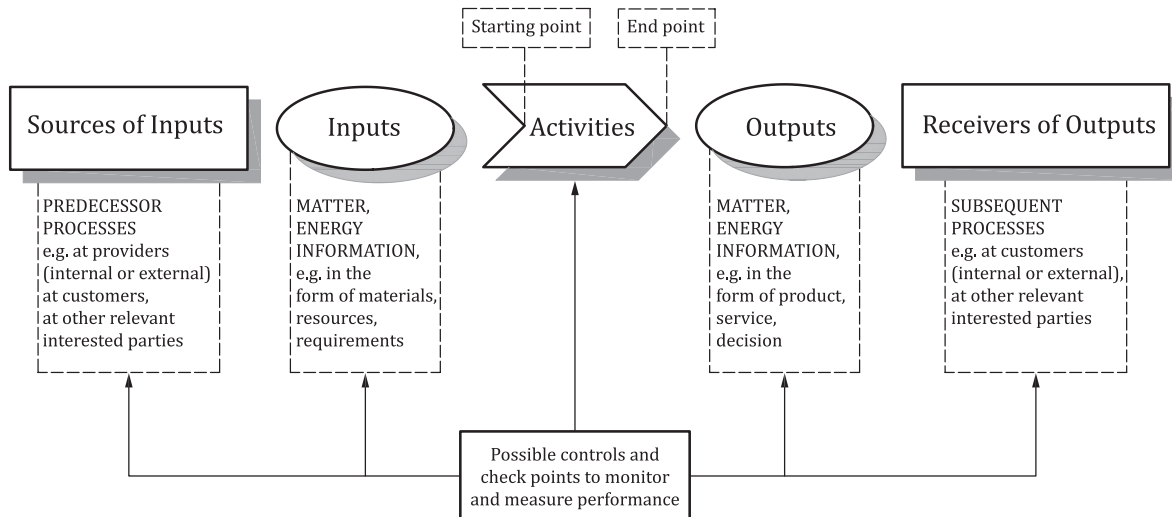 Starting point
End point
Sources of Inputs
Inputs
Activities
Outputs
Receivers of Outputs
PREDECESSOR
PROCESSES
e.g. at providers
(internal or external)
at customers,
at other relevant
interested parties
MATTER,
ENERGY
INFORMATION,
e.g. in the
form of materials,
resources,
requirements
MATTER,
ENERGY
INFORMATION,
e.g. in the
form of product,
service,
decision
SUBSEQUENT
PROCESSES
e.g. at customers
(internal or external),
at other relevant
interested parties
Possible controls and
check points to monitor
and measure performance